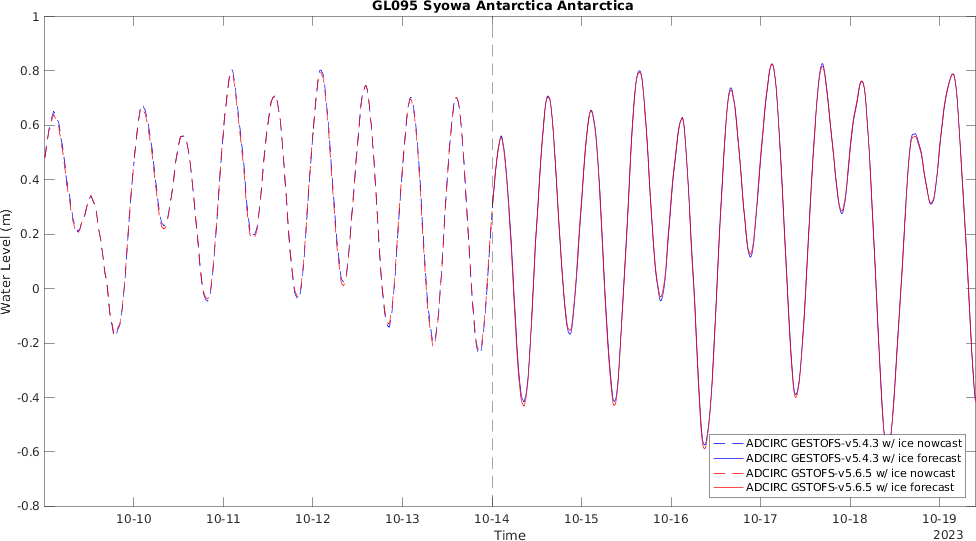 GL095 Syowa Antarctica Antarctica
1
0.8
0.6
0.4
0.2
0
-0.2
-0.4
-0.6
-0.8
Water Level (m)
ADCIRC GESTOFS-v5.4.3 w/ ice nowcast
ADCIRC GESTOFS-v5.4.3 w/ ice forecast
ADCIRC GSTOFS-v5.6.5 w/ ice nowcast
ADCIRC GSTOFS-v5.6.5 w/ ice forecast
10-10 10-11 10-12 10-13 10-14 10-15 10-16 10-17 10-18 10-19
Time
2023